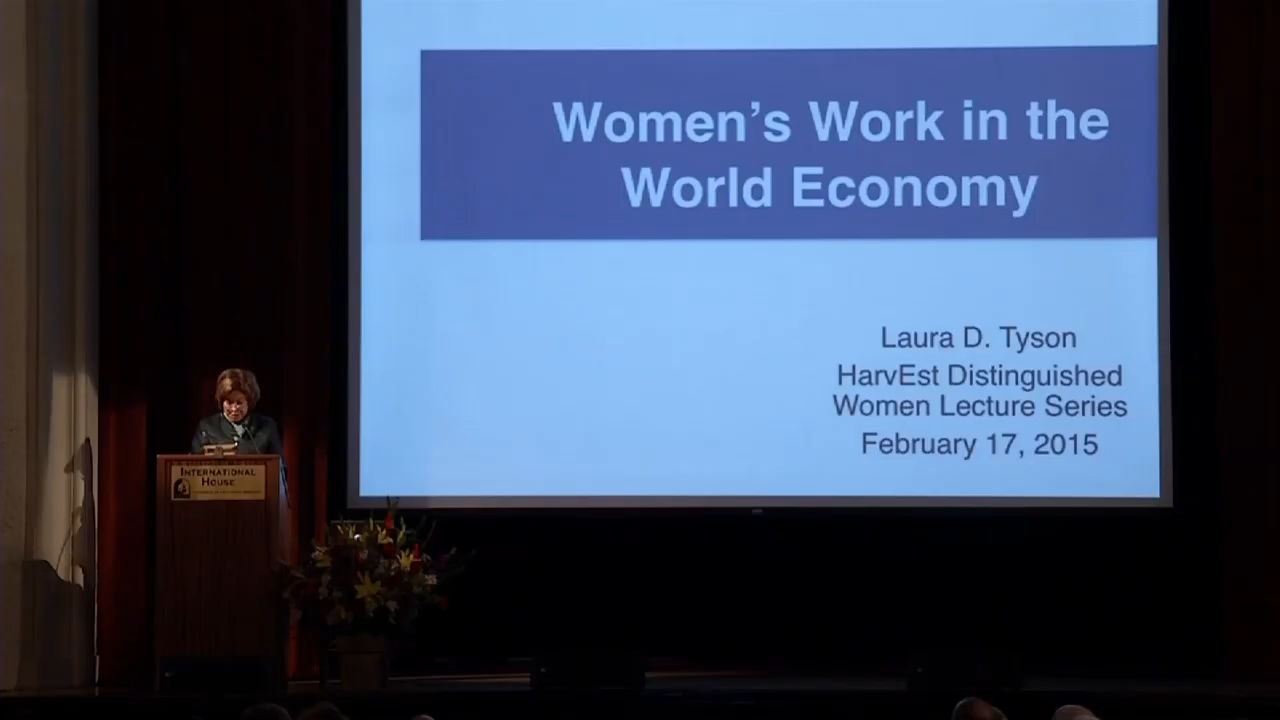 Women's Work in the
World Economy
Laura D. Tyson
HarvEst Distinguished
Women Lecture Series
February 17, 2015
INTERNATIONAL
HOUSE